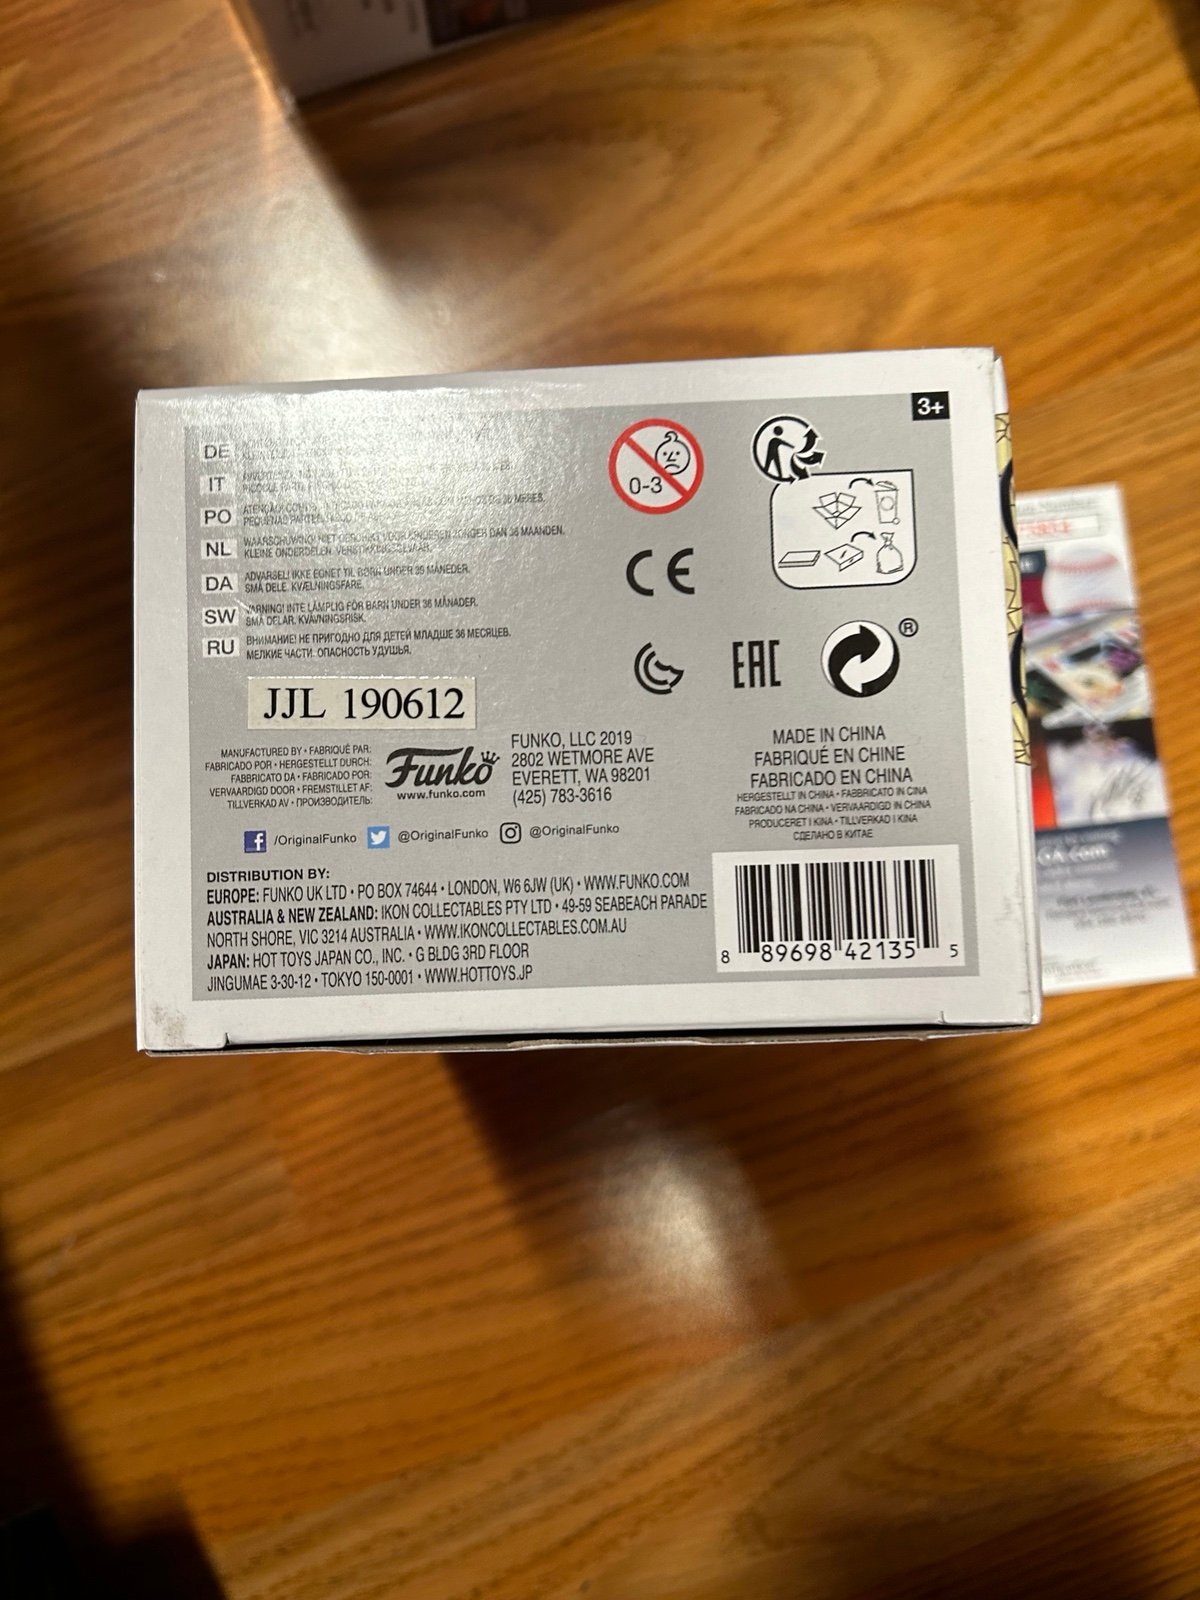 3+
DE
IT
PO
NL WAARSCHUWING! NIET GESCHIKT VOOR KINDEREN JONGER DAN 36 MAANDEN.
KLEINE ONDERDELEN. VERSTIKKINGSGEVAAR.
DA ADVARSEL! IKKE EGNET TIL BØRN UNDER 36 MÅNEDER.
SMÅ DELE. KVÆLNINGSFARE.
SW VARNING! INTE LÄMPLIG FÖR BARN UNDER 36 MÅNADER.
SMÅ DELAR. KVÄVNINGSRISK.
RU ВНИМАНИЕ! НЕ ПРИГОДНО ДЛЯ ДЕТЕЙ МЛАДШЕ 36 МЕСЯЦЕВ.
МЕЛКИЕ ЧАСТИ. ОПАСНОСТЬ УДУШЬЯ.
0-3
CE
EAC
®
JJL 190612
MANUFACTURED BY • FABRIQUÉ PAR:
FABRICADO POR • HERGESTELLT DURCH:
FABBRICATO DA • FABRICADO POR:
VERVAARDIGD DOOR • FREMSTILLET AF:
TILLVERKAD AV • ПРОИЗВОДИТЕЛЬ:
Funko
www.funko.com
FUNKO, LLC 2019
2802 WETMORE AVE
EVERETT, WA 98201
(425) 783-3616
MADE IN CHINA
FABRIQUÉ EN CHINE
FABRICADO EN CHINA
HERGESTELLT IN CHINA • FABBRICATO IN CINA
FABRICADO NA CHINA • VERVAARDIGD IN CHINA
PRODUCERET I KINA • TILLVERKAD I KINA
СДЕЛАНО В КИТАЕ
/OriginalFunko @OriginalFunko @OriginalFunko
DISTRIBUTION BY:
EUROPE: FUNKO UK LTD • PO BOX 74644 • LONDON, W6 6JW (UK) • WWW.FUNKO.COM
AUSTRALIA & NEW ZEALAND: IKON COLLECTABLES PTY LTD • 49-59 SEABEACH PARADE
NORTH SHORE, VIC 3214 AUSTRALIA • WWW.IKONCOLLECTABLES.COM.AU
JAPAN: HOT TOYS JAPAN CO., INC. • G BLDG 3RD FLOOR
JINGUMAE 3-30-12 • TOKYO 150-0001 • WWW.HOTTOYS.JP
8 89698 42135 5